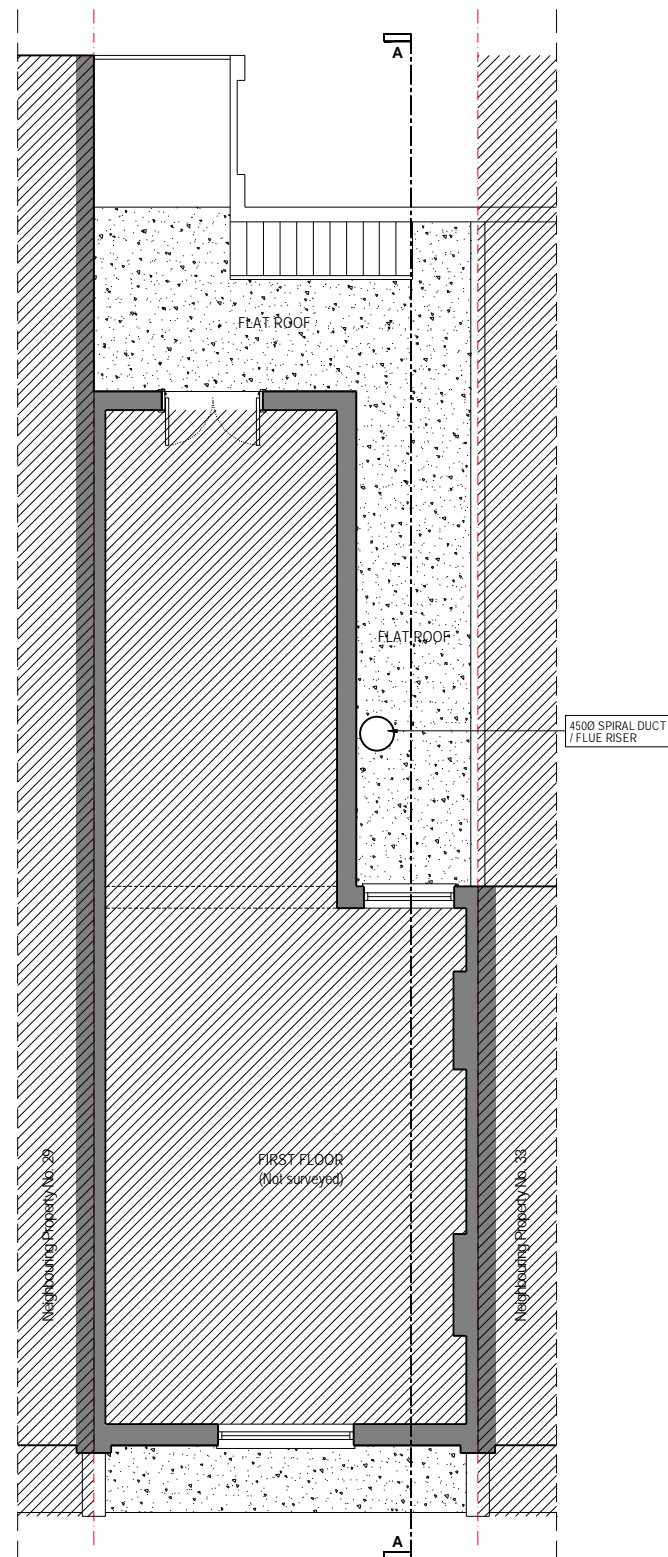 A
FLAT ROOF
FLAT ROOF
450Ø SPIRAL DUCT
/ FLUE RISER
Neighbouring Property No. 29
FIRST FLOOR
(Not surveyed)
Neighbouring Property No. 33
A